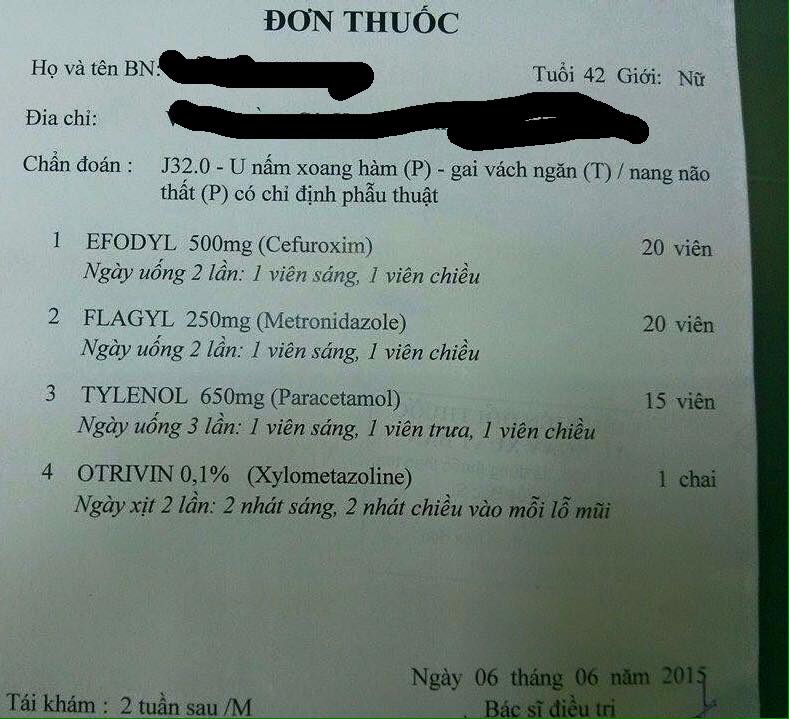 ĐƠN THUỐC
Họ và tên BN:
Tuổi 42 Giới: Nữ
Đia chỉ:
Chẩn đoán : J32.0 - U nấm xoang hàm (P) - gai vách ngăn (T) / nang não
thất (P) có chỉ định phẫu thuật
1 EFODYL 500mg (Cefuroxim) 20 viên
Ngày uống 2 lần: 1 viên sáng, 1 viên chiều
2 FLAGYL 250mg (Metronidazole) 20 viên
Ngày uống 2 lần: 1 viên sáng, 1 viên chiều
3 TYLENOL 650mg (Paracetamol) 15 viên
Ngày uống 3 lần: 1 viên sáng, 1 viên trưa, 1 viên chiều
4 OTRIVIN 0,1% (Xylometazoline) 1 chai
Ngày xịt 2 lần: 2 nhát sáng, 2 nhát chiều vào mỗi lỗ mũi
Ngày 06 tháng 06 năm 2015
Tái khám : 2 tuần sau /M
Bác sĩ điều trị